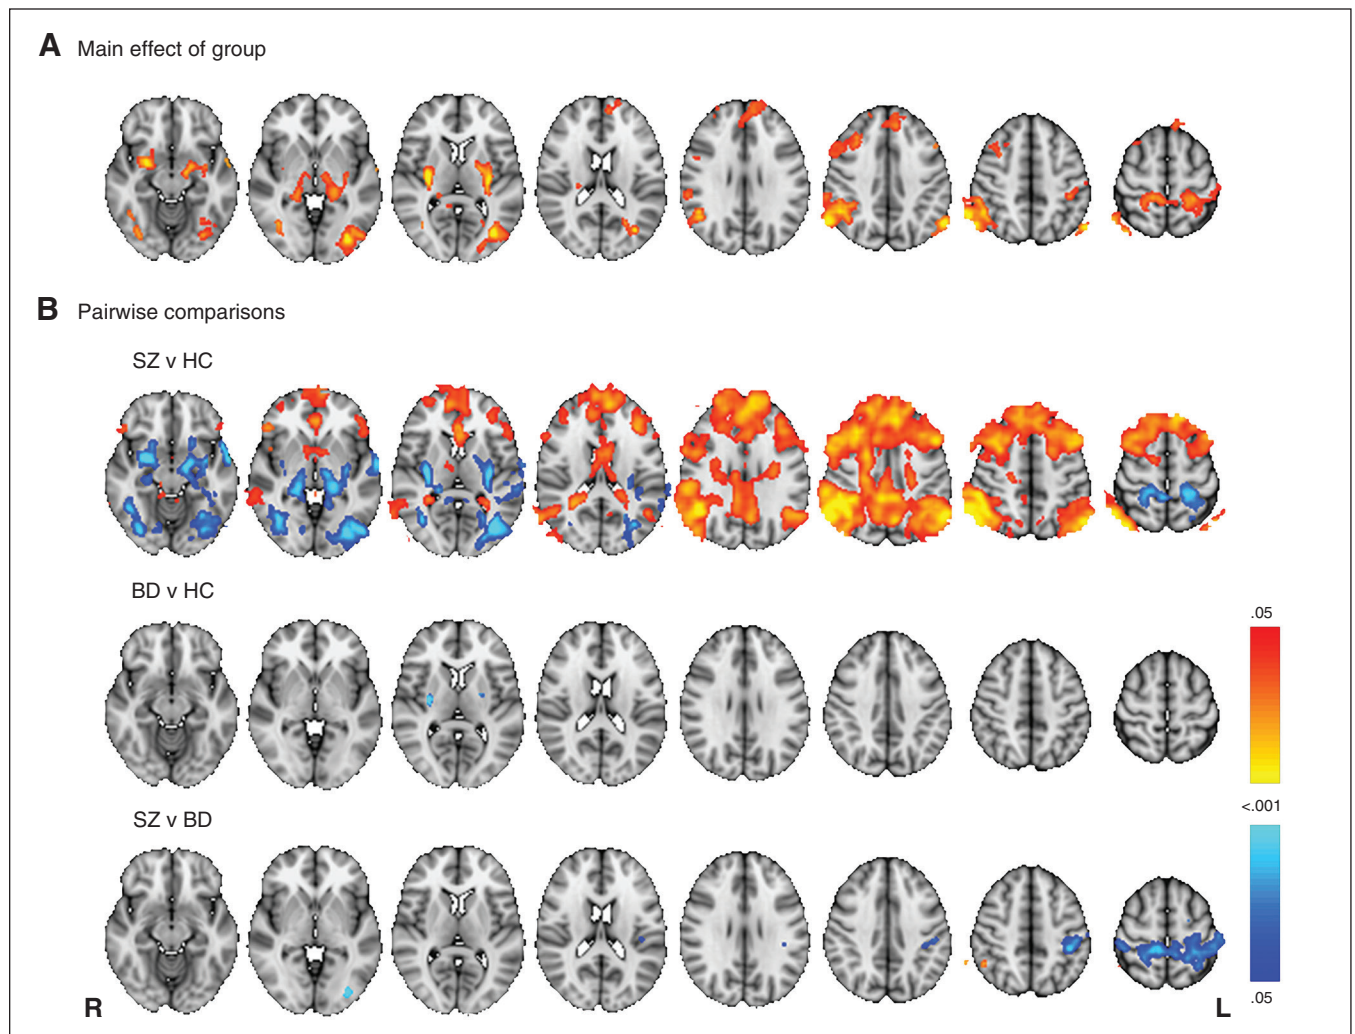 A Main effect of group
B Pairwise comparisons
SZ v HC
BD v HC
.05
<.001
SZ v BD
.05
R
L